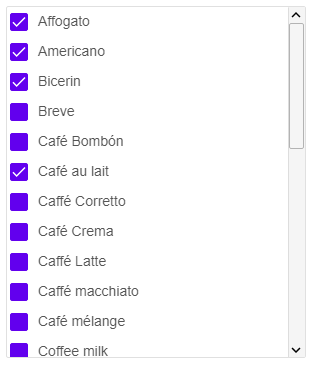 Affogato
Americano
Bicerin
Breve
Café Bombón
Café au lait
Caffé Corretto
Café Crema
Caffé Latte
Caffé macchiato
Café mélange
Coffee milk